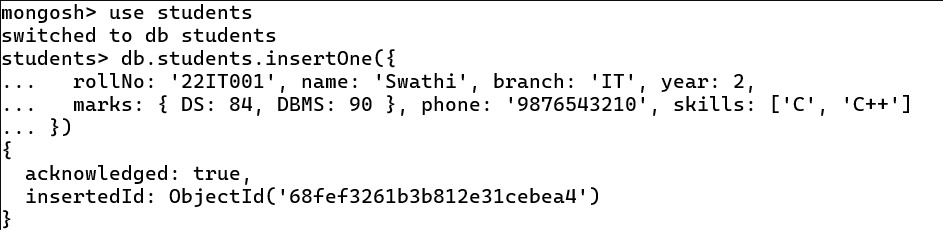 mongosh> use students
switched to db students
students> db.students.insertOne({
...   rollNo: '22IT001', name: 'Swathi', branch: 'IT', year: 2,
...   marks: { DS: 84, DBMS: 90 }, phone: '9876543210', skills: ['C', 'C++']
... })
{
  acknowledged: true,
  insertedId: ObjectId('68fef3261b3b812e31cebea4')
}